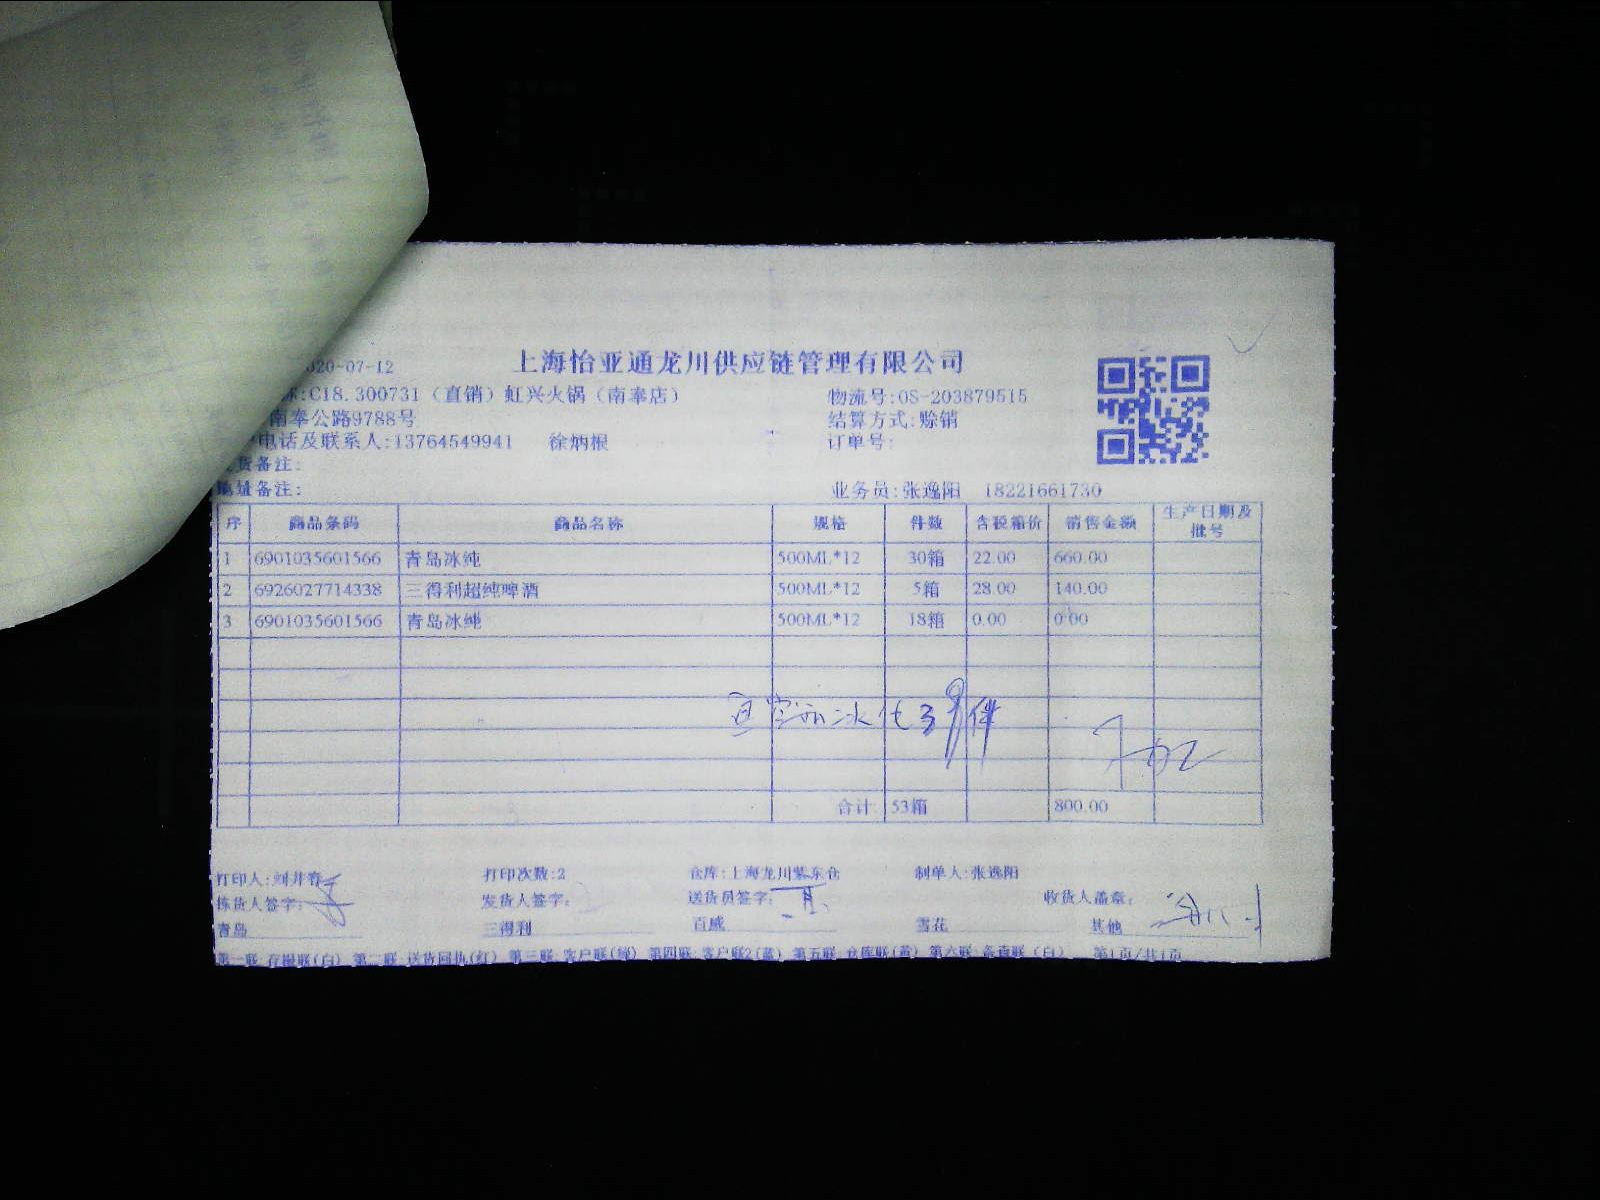 020-07-12 上海怡亚通龙川供应链管理有限公司
:C18.300731（直销）虹兴火锅（南奉店） 物流号:OS-203879515
南奉公路9788号 结算方式:赊销
电话及联系人:13764549941 徐炳根 订单号:
货备注:
地址备注: 业务员:张逸阳 18221661730
序 商品条码 商品名称 规格 件数 含税箱价 销售金额 生产日期及批号
1 6901035601566 青岛冰纯 500ML*12 30箱 22.00 660.00
2 6926027714338 三得利超纯啤酒 500ML*12 5箱 28.00 140.00
3 6901035601566 青岛冰纯 500ML*12 18箱 0.00 0.00
合计 53箱 800.00
打印人:刘井春 打印次数:2 仓库:上海龙川紫东仓 制单人:张逸阳
拣货人签字: 发货人签字: 送货员签字: 收货人盖章:
青岛 三得利 百威 雪花 其他
第一联 存根联(白) 第二联 送货回执(红) 第三联 客户联(绿) 第四联 客户联2(蓝) 第五联 仓库联(黄) 第六联 备查联(白) 第1页/共1页